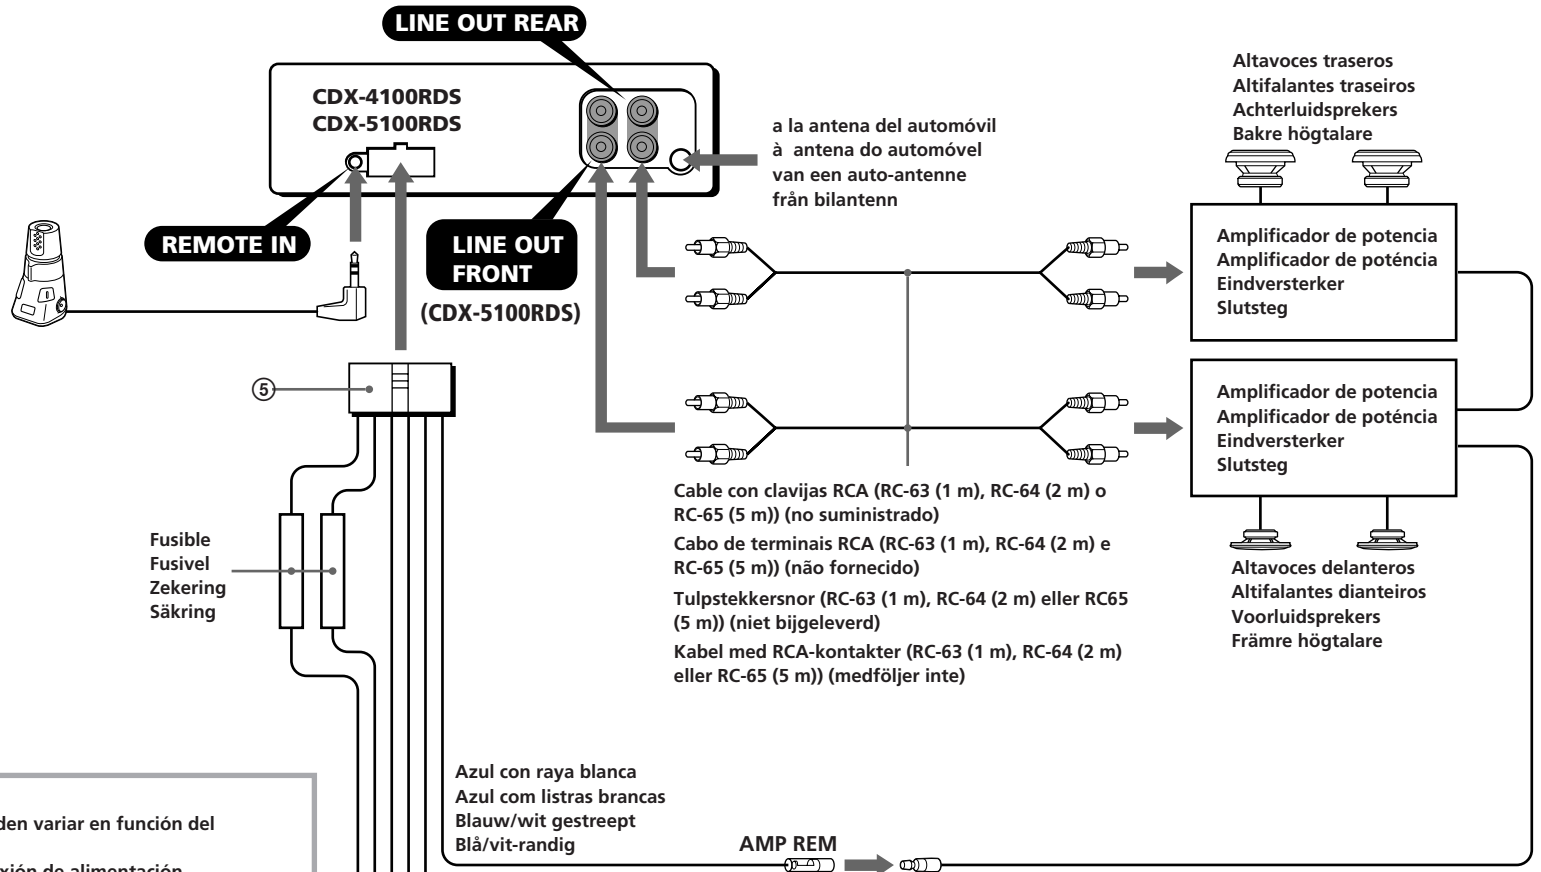 LINE OUT REAR
CDX-4100RDS
CDX-5100RDS
REMOTE IN
LINE OUT
FRONT
(CDX-5100RDS)
a la antena del automóvil
à antena do automóvel
van een auto-antenne
från bilantenn
Altavoces traseros
Altifalantes traseiros
Achterluidsprekers
Bakre högtalare
Amplificador de potencia
Amplificador de poténcia
Eindversterker
Slutsteg
Amplificador de potencia
Amplificador de poténcia
Eindversterker
Slutsteg
Altavoces delanteros
Altifalantes dianteiros
Voorluidsprekers
Främre högtalare
5
Fusible
Fusivel
Zekering
Säkring
Cable con clavijas RCA (RC-63 (1 m), RC-64 (2 m) o
RC-65 (5 m)) (no suministrado)
Cabo de terminais RCA (RC-63 (1 m), RC-64 (2 m) e
RC-65 (5 m)) (não fornecido)
Tulpstekkersnor (RC-63 (1 m), RC-64 (2 m) eller RC65
(5 m)) (niet bijgeleverd)
Kabel med RCA-kontakter (RC-63 (1 m), RC-64 (2 m)
eller RC-65 (5 m)) (medföljer inte)
Azul con raya blanca
Azul com listras brancas
Blauw/wit gestreept
Blå/vit-randig
AMP REM
den variar en función del
xión de alimentación